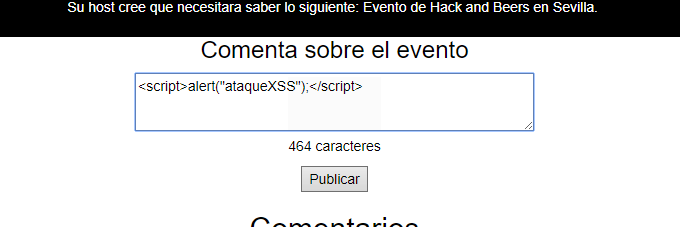 Su host cree que necesitara saber lo siguiente: Evento de Hack and Beers en Sevilla.
Comenta sobre el evento
<script>alert("ataqueXSS");</script>
464 caracteres
Publicar
Comentarios